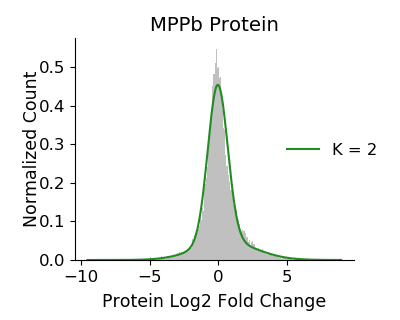 MPPb Protein
Normalized Count
0.5
0.4
0.3
0.2
0.1
0.0
K = 2
−10
−5
0
5
Protein Log2 Fold Change